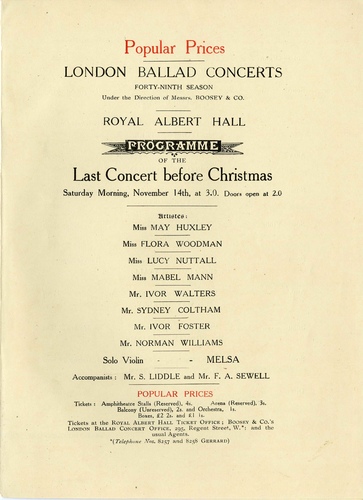 Popular Prices
LONDON BALLAD CONCERTS
FORTY-NINTH SEASON
Under the Direction of Messrs. BOOSEY & CO.
ROYAL ALBERT HALL
PROGRAMME
OF THE
Last Concert before Christmas
Saturday Morning, November 14th, at 3.0. Doors open at 2.0
Artistes:
Miss MAY HUXLEY
Miss FLORA WOODMAN
Miss LUCY NUTTALL
Miss MABEL MANN
Mr. IVOR WALTERS
Mr. SYDNEY COLTHAM
Mr. IVOR FOSTER
Mr. NORMAN WILLIAMS
Solo Violin - - MELSA
Accompanists : Mr. S. LIDDLE and Mr. F. A. SEWELL
POPULAR PRICES
Tickets : Amphitheatre Stalls (Reserved), 4s. Arena (Reserved), 3s.
Balcony (Unreserved), 2s. and Orchestra, 1s.
Boxes, £2 2s. and £1 1s.
Tickets at the ROYAL ALBERT HALL TICKET OFFICE; BOOSEY & CO.'S
LONDON BALLAD CONCERT OFFICE, 295, Regent Street, W.*; and the
usual Agents.
*(Telephone Nos. 8257 and 8258 GERRARD)